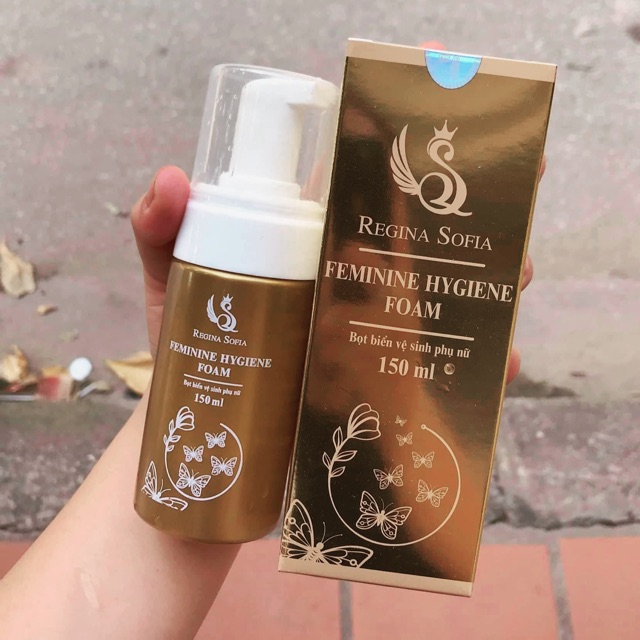 REGINA SOFIA
FEMININE HYGIENE
FOAM
Bọt biển vệ sinh phụ nữ
150 ml
REGINA SOFIA
FEMININE HYGIENE
FOAM
Bọt biển vệ sinh phụ nữ
150 ml